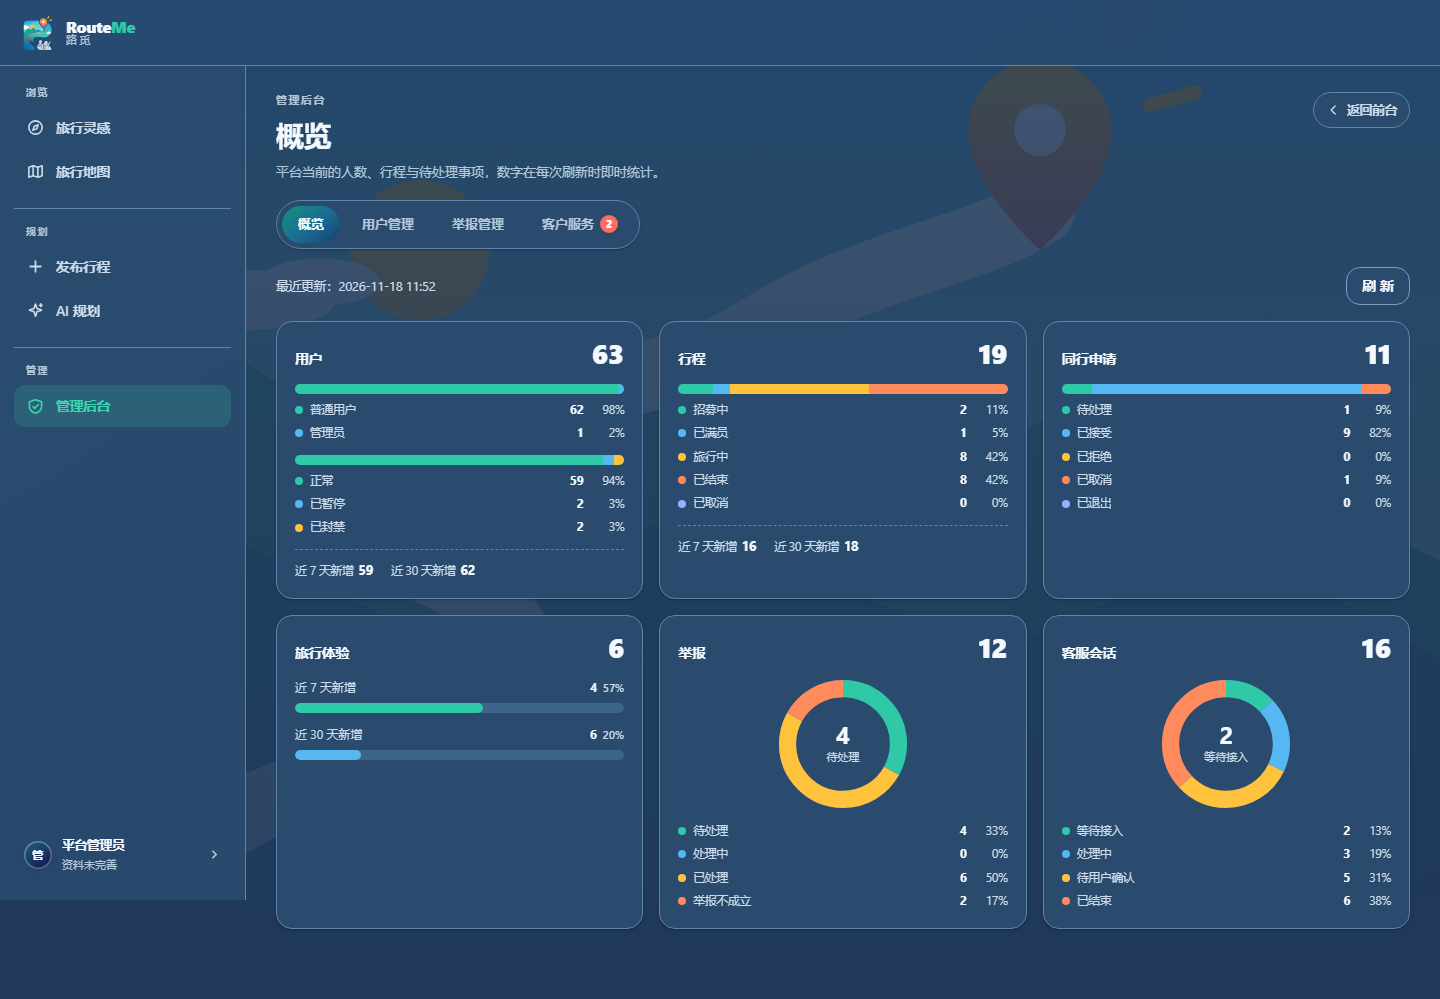 RouteMe
路觅
浏览
旅行灵感
旅行地图
规划
发布行程
AI 规划
管理
管理后台
管
平台管理员
资料未完善
管理后台
概览
平台当前的人数、行程与待处理事项，数字在每次刷新时即时统计。
返回前台
概览 用户管理 举报管理 客户服务 2
最近更新：2026-11-18 11:52
刷 新
用户 63
普通用户 62 98%
管理员 1 2%
正常 59 94%
已暂停 2 3%
已封禁 2 3%
近 7 天新增 59 近 30 天新增 62
行程 19
招募中 2 11%
已满员 1 5%
旅行中 8 42%
已结束 8 42%
已取消 0 0%
近 7 天新增 16 近 30 天新增 18
同行申请 11
待处理 1 9%
已接受 9 82%
已拒绝 0 0%
已取消 1 9%
已退出 0 0%
旅行体验 6
近 7 天新增 4 57%
近 30 天新增 6 20%
举报 12
4
待处理
待处理 4 33%
处理中 0 0%
已处理 6 50%
举报不成立 2 17%
客服会话 16
2
等待接入
等待接入 2 13%
处理中 3 19%
待用户确认 5 31%
已结束 6 38%